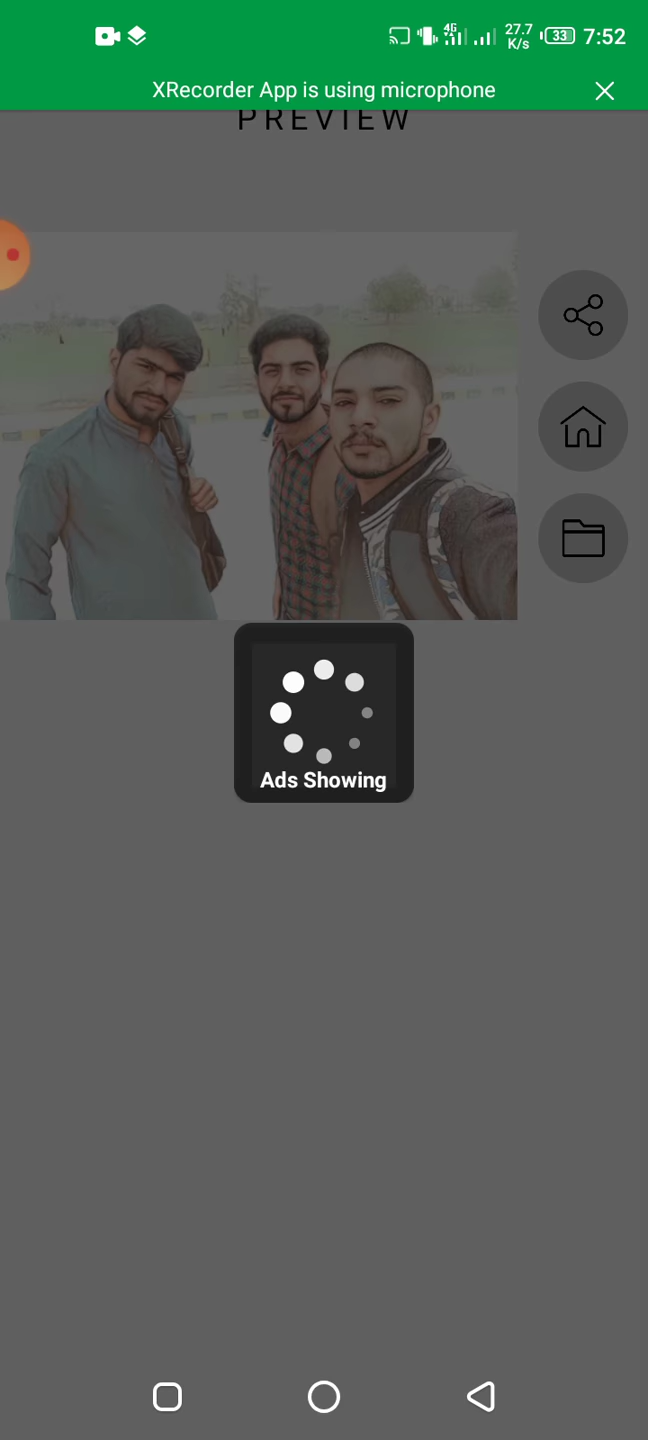 4G
27.7
K/s
33
7:52
XRecorder App is using microphone
PREVIEW
Ads Showing